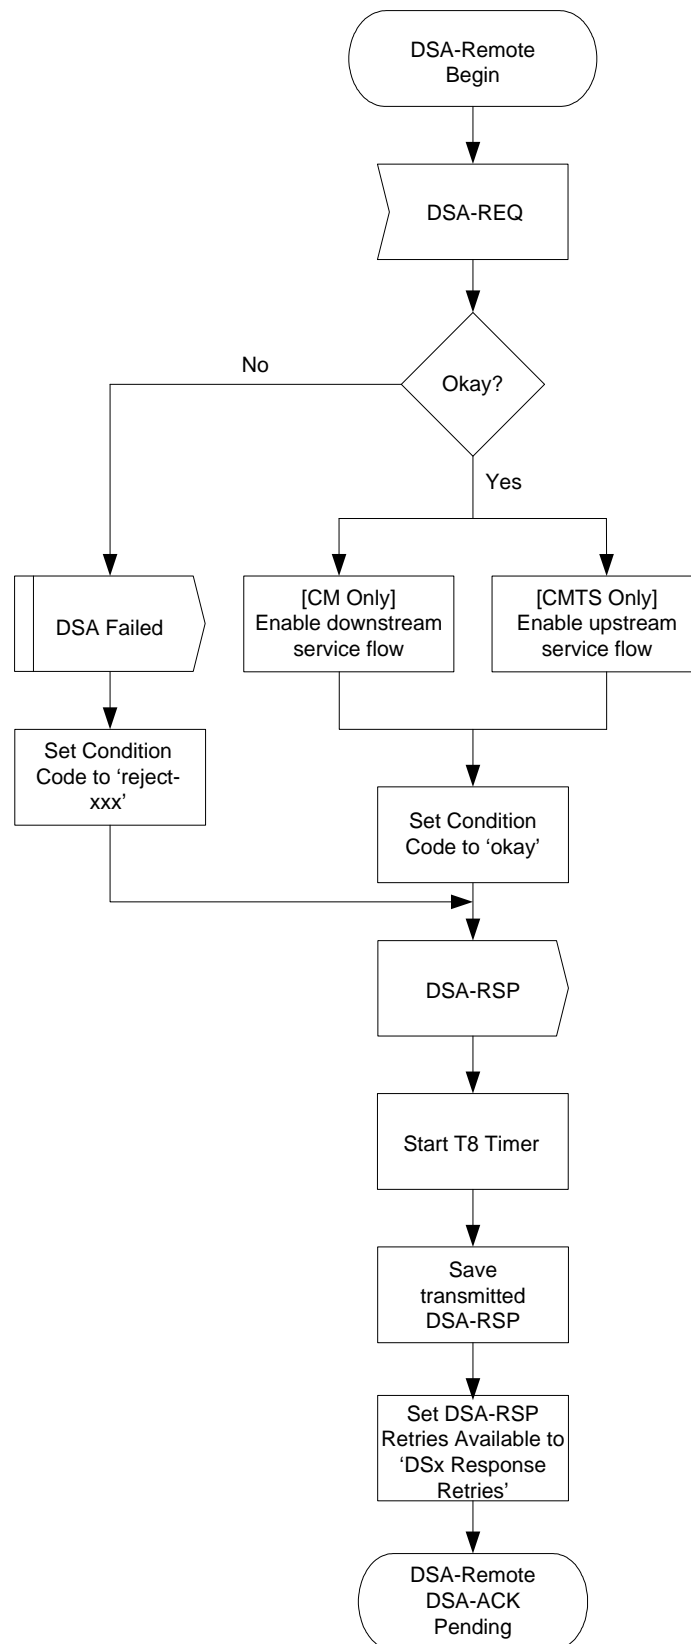 DSA-Remote
Begin
DSA-REQ
Okay?
No
Yes
DSA Failed
[CM Only]
Enable downstream
service flow
[CMTS Only]
Enable upstream
service flow
Set Condition
Code to ‘reject-
xxx’
Set Condition
Code to ‘okay’
DSA-RSP
Start T8 Timer
Save
transmitted
DSA-RSP
Set DSA-RSP
Retries Available to
‘DSx Response
Retries’
DSA-Remote
DSA-ACK
Pending